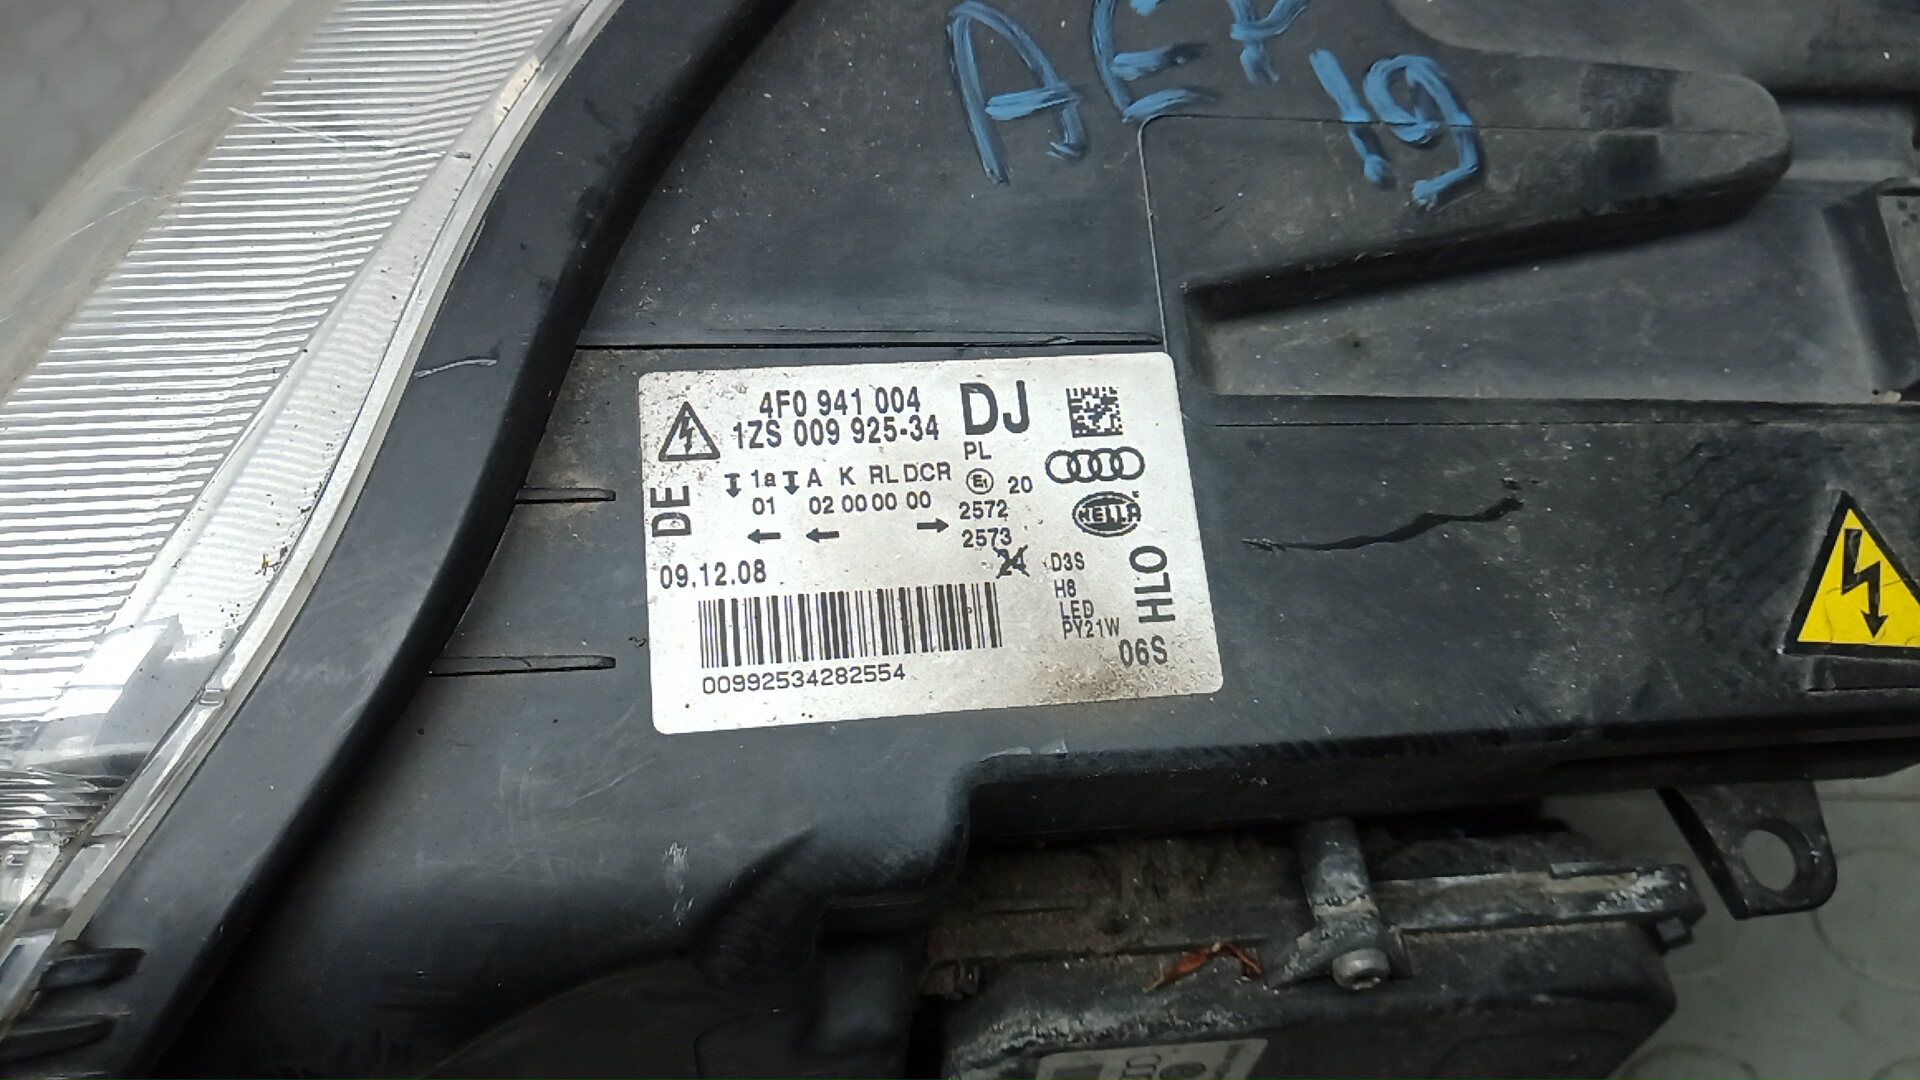 19
4F0 941 004 DJ
1ZS 009 925-34
PL
1a A K RL DCR E1 20
01 02 00 00 00 2572
2573
24
DE
HELLA
09.12.08
D3S
H8
LED
PY21W
HLO
06S
00992534282554